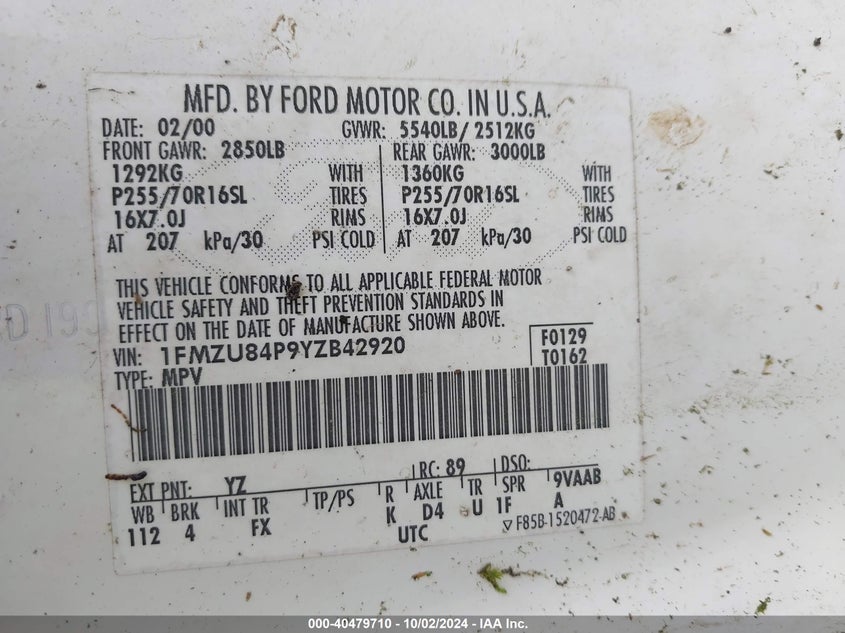 MFD. BY FORD MOTOR CO. IN U.S.A.
DATE: 02/00 GVWR: 5540LB/ 2512KG
FRONT GAWR: 2850LB REAR GAWR: 3000LB
1292KG WITH 1360KG WITH
P255/70R16SL TIRES P255/70R16SL TIRES
16X7.0J RIMS 16X7.0J RIMS
AT 207 kPa/30 PSI COLD AT 207 kPa/30 PSI COLD
THIS VEHICLE CONFORMS TO ALL APPLICABLE FEDERAL MOTOR
VEHICLE SAFETY AND THEFT PREVENTION STANDARDS IN
EFFECT ON THE DATE OF MANUFACTURE SHOWN ABOVE.
VIN: 1FMZU84P9YZB42920 F0129
TYPE: MPV T0162
EXT PNT: YZ RC: 89 DSO:
WB BRK INT TR TP/PS R AXLE TR SPR 9VAAB
112 4 FX K D4 U 1F A
UTC ▽ F85B-1520472-AB
000-40479710 - 10/02/2024 - IAA Inc.